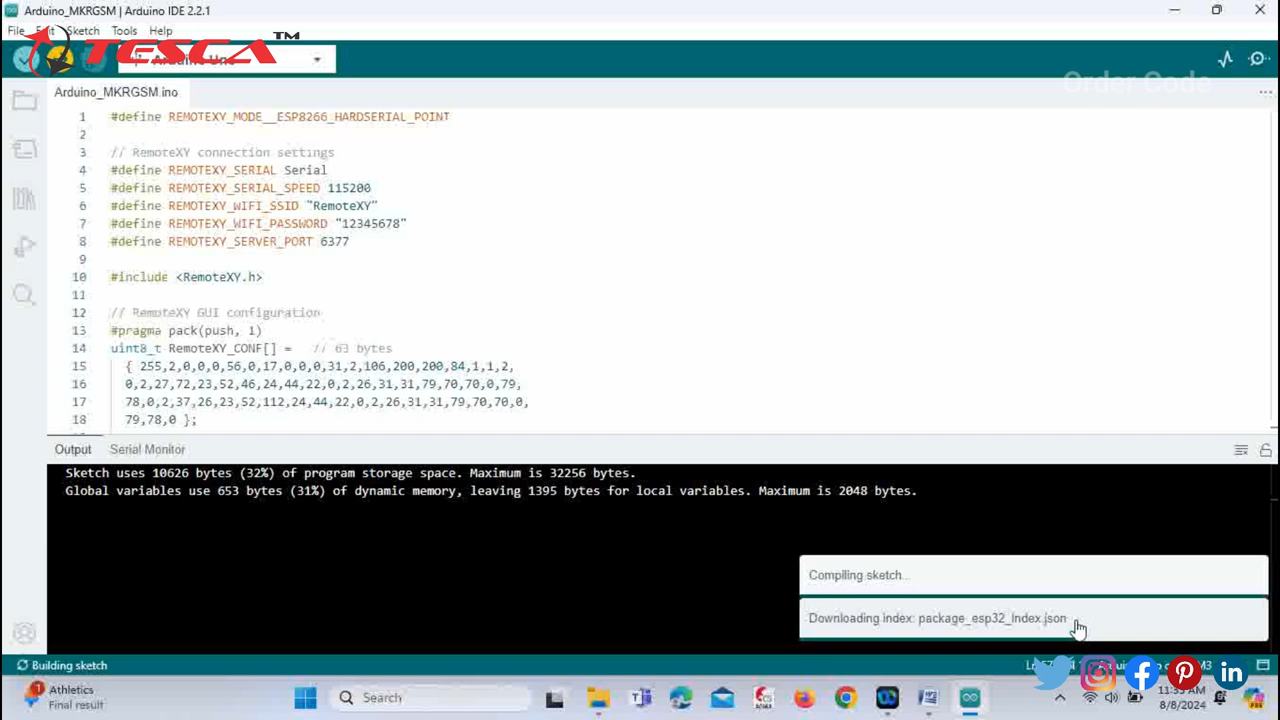 Arduino_MKRGSM | Arduino IDE 2.2.1
File Edit Sketch Tools Help
TESCA TM
Arduino Uno
Order Code
Arduino_MKRGSM.ino
1 #define REMOTEXY_MODE__ESP8266_HARDSERIAL_POINT
2
3 // RemoteXY connection settings
4 #define REMOTEXY_SERIAL Serial
5 #define REMOTEXY_SERIAL_SPEED 115200
6 #define REMOTEXY_WIFI_SSID "RemoteXY"
7 #define REMOTEXY_WIFI_PASSWORD "12345678"
8 #define REMOTEXY_SERVER_PORT 6377
9
10 #include <RemoteXY.h>
11
12 // RemoteXY GUI configuration
13 #pragma pack(push, 1)
14 uint8_t RemoteXY_CONF[] = // 63 bytes
15 { 255,2,0,0,0,56,0,17,0,0,0,31,2,106,200,200,84,1,1,2,
16 0,2,27,72,23,52,46,24,44,22,0,2,26,31,31,79,70,70,0,79,
17 78,0,2,37,26,23,52,112,24,44,22,0,2,26,31,31,79,70,70,0,
18 79,78,0 };
Output Serial Monitor
Sketch uses 10626 bytes (32%) of program storage space. Maximum is 32256 bytes.
Global variables use 653 bytes (31%) of dynamic memory, leaving 1395 bytes for local variables. Maximum is 2048 bytes.
Compiling sketch...
Downloading index: package_esp32_index.json
Building sketch
Athletics
Final result
1
Search
11:35 AM
8/8/2024